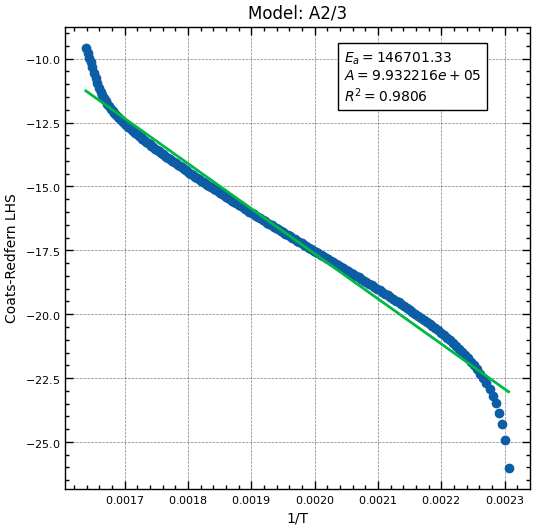 Model: A2/3
E_a = 146701.33
A = 9.932216e + 05
R² = 0.9806
Coats-Redfern LHS
−10.0
−12.5
−15.0
−17.5
−20.0
−22.5
−25.0
0.0017 0.0018 0.0019 0.0020 0.0021 0.0022 0.0023
1/T